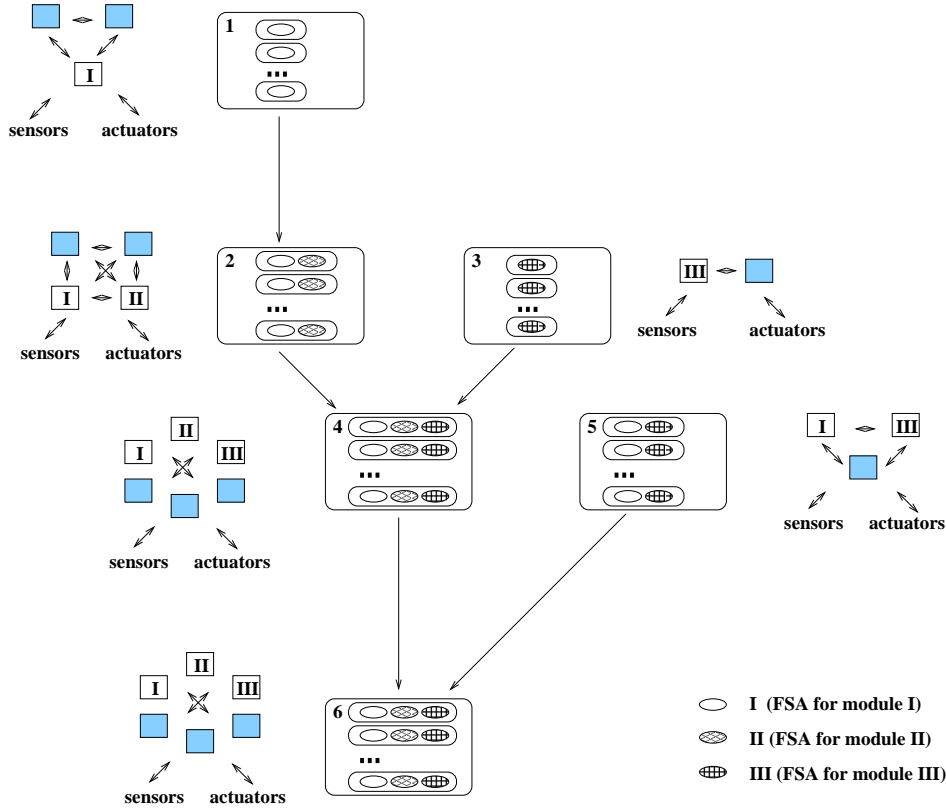 1
I
sensors
actuators
2
3
I
II
III
sensors
actuators
sensors
actuators
4
5
II
I
III
I
III
sensors
actuators
sensors
actuators
II
I
III
6
sensors
actuators
I (FSA for module I)
II (FSA for module II)
III (FSA for module III)